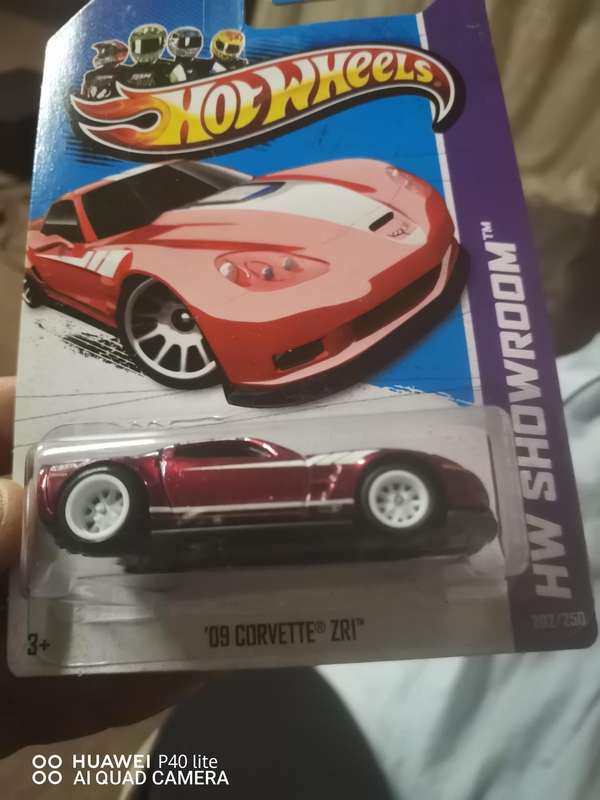 HOT WHEELS
HW SHOWROOM™
'09 CORVETTE® ZR1™
3+
202/250
HUAWEI P40 lite
AI QUAD CAMERA